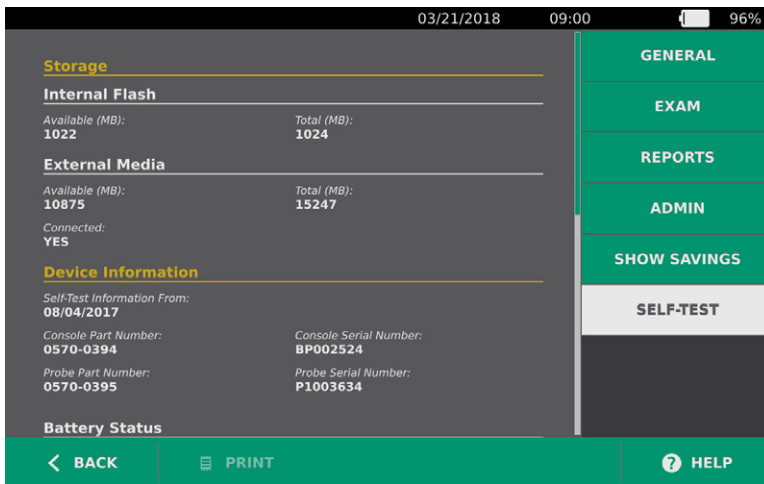 03/21/2018 09:00 96%
Storage
Internal Flash
Available (MB): Total (MB):
1022 1024
External Media
Available (MB): Total (MB):
10875 15247
Connected:
YES
Device Information
Self-Test Information From:
08/04/2017
Console Part Number: Console Serial Number:
0570-0394 BP002524
Probe Part Number: Probe Serial Number:
0570-0395 P1003634
Battery Status
GENERAL
EXAM
REPORTS
ADMIN
SHOW SAVINGS
SELF-TEST
BACK PRINT ? HELP